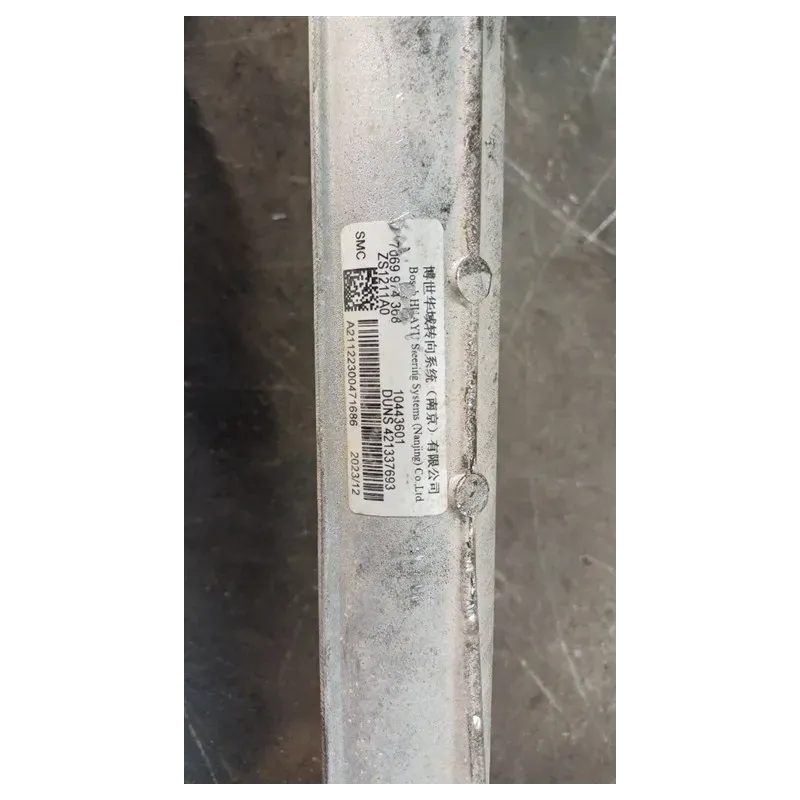 博世华域转向系统（南京）有限公司
Bosch HUAYU Steering Systems (Nanjing) Co.,Ltd.
7069 974 368
10443601
ZS1211A0
DUNS 421337693
SMC
A21122300471686
2023/12